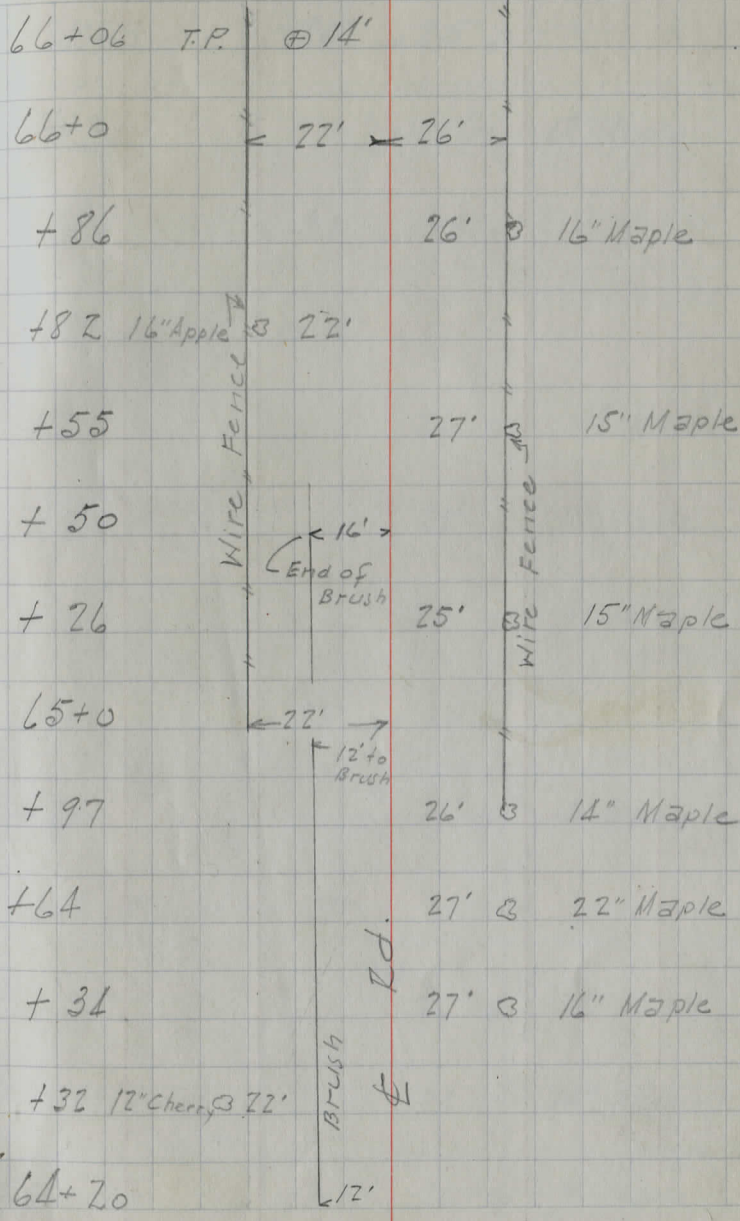 66+06 T.P. ⊕ 14'
66+0 22' 26'
+86 26' 16" Maple
+82 16" Apple 22'
+55 27' 15" Maple
Wire Fence
Wire Fence
+50 16'
End of
Brush
+26 25' 15" Maple
65+0 22'
12' to
Brush
+97 26' 14" Maple
+64 27' 22" Maple
Rd.
+34 27' 16" Maple
Brush
℄
+32 12" Cherry 22'
64+20 12'